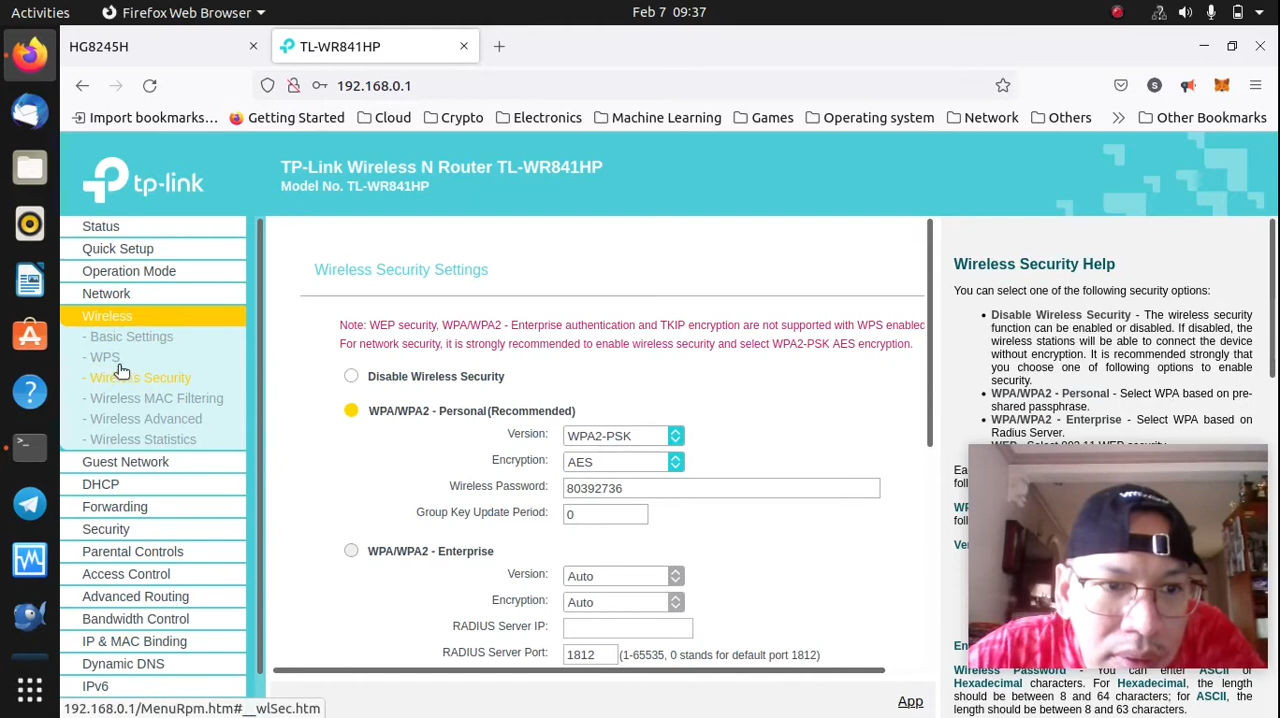 Activities
Firefox Web Browser
Feb 7 09:37
HG8245H
TL-WR841HP
192.168.0.1
Import bookmarks…
Getting Started
Cloud
Crypto
Electronics
Machine Learning
Games
Operating system
Network
Others
Other Bookmarks
tp-link
TP-Link Wireless N Router TL-WR841HP
Model No. TL-WR841HP
Status
Quick Setup
Operation Mode
Network
Wireless
- Basic Settings
- WPS
- Wireless Security
- Wireless MAC Filtering
- Wireless Advanced
- Wireless Statistics
Guest Network
DHCP
Forwarding
Security
Parental Controls
Access Control
Advanced Routing
Bandwidth Control
IP & MAC Binding
Dynamic DNS
IPv6
192.168.0.1/MenuRpm.htm#__wlSec.htm
Wireless Security Settings
Note: WEP security, WPA/WPA2 - Enterprise authentication and TKIP encryption are not supported with WPS enabled
For network security, it is strongly recommended to enable wireless security and select WPA2-PSK AES encryption.
Disable Wireless Security
WPA/WPA2 - Personal(Recommended)
Version: WPA2-PSK
Encryption: AES
Wireless Password: 80392736
Group Key Update Period: 0
WPA/WPA2 - Enterprise
Version: Auto
Encryption: Auto
RADIUS Server IP:
RADIUS Server Port: 1812 (1-65535, 0 stands for default port 1812)
App
Wireless Security Help
You can select one of the following security options:
Disable Wireless Security - The wireless
security function can be enabled or disabled. If disabled, the
wireless stations will be able to connect the device
without encryption. It is recommended strongly that
you choose one of following options to enable
security.
WPA/WPA2 - Personal - Select WPA based on pre-
shared passphrase.
WPA/WPA2 - Enterprise - Select WPA based on
Radius Server.
Wireless Password - You can enter ASCII or
Hexadecimal characters. For Hexadecimal, the length
should be between 8 and 64 characters; for ASCII, the
length should be between 8 and 63 characters.